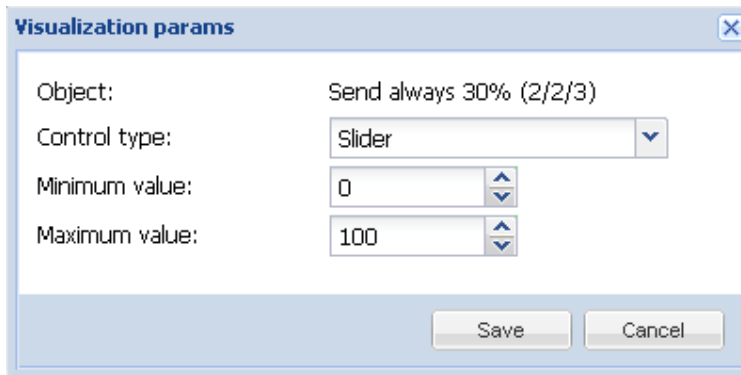 Visualization params
Object: Send always 30% (2/2/3)
Control type: Slider
Minimum value: 0
Maximum value: 100
Save Cancel